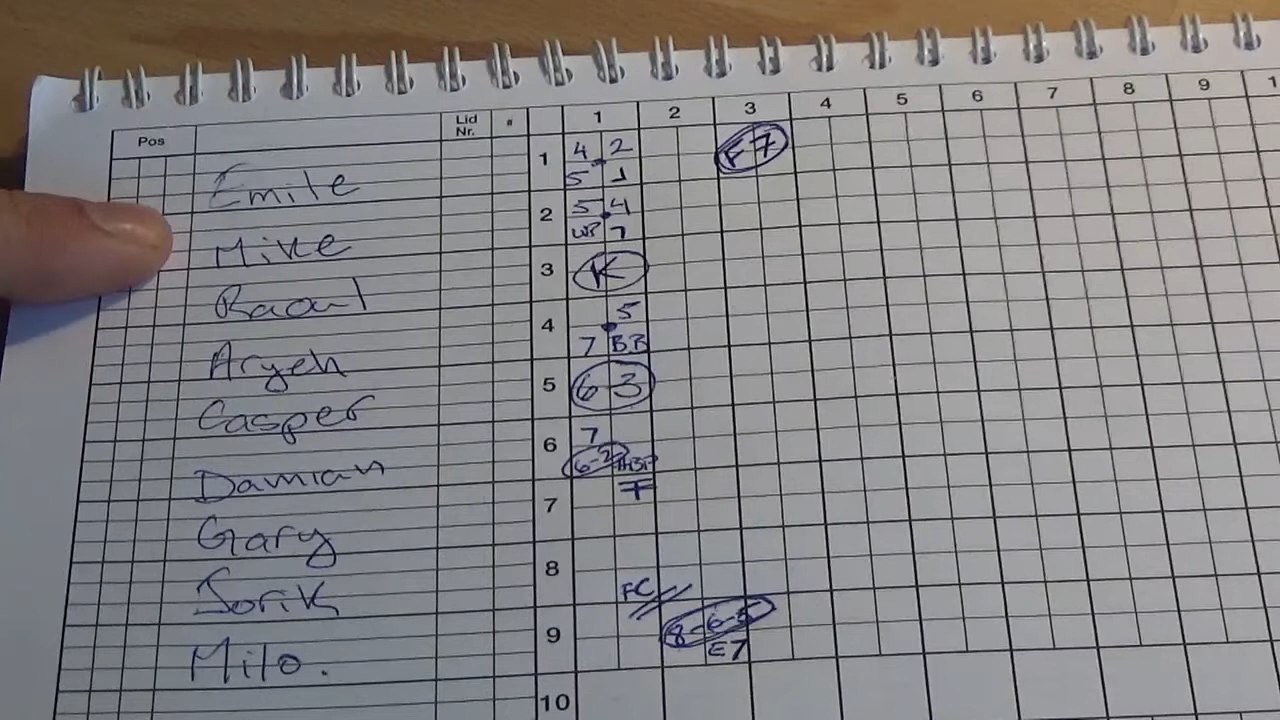 Pos Lid Nr. # 1 2 3 4 5 6 7 8 9 1
Emile 1 4 2 F7
5 1
Mike 2 5 4
WP 7
Raoul 3 K
Aryeh 4 5
7 BB
Casper 5 6 3
Damian 6 7
6-2 HBP
Gary 7 F
Jorik 8 FC
Milo. 9 8-6-5
E7
10